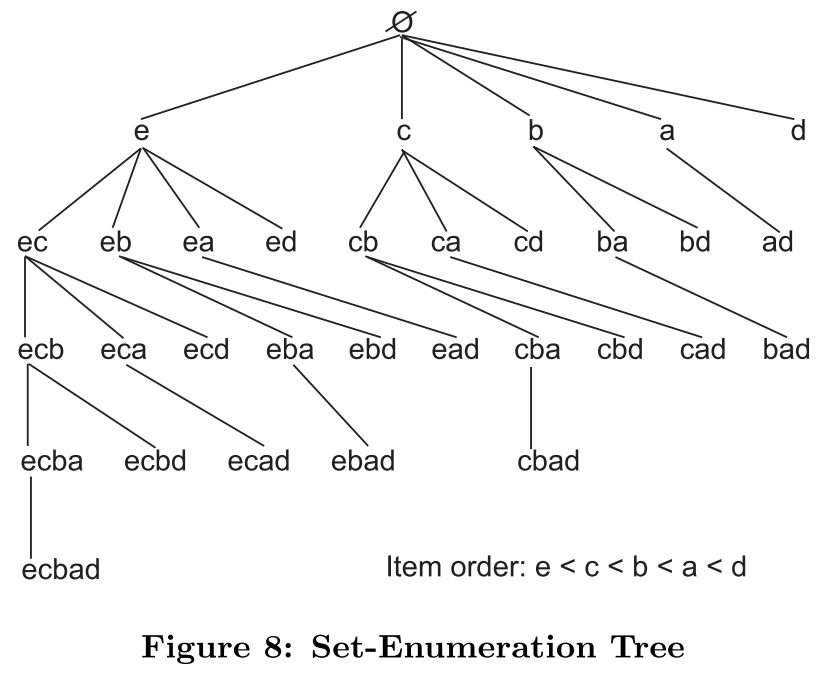 Ø
e c b a d
ec eb ea ed cb ca cd ba bd ad
ecb eca ecd eba ebd ead cba cbd cad bad
ecba ecbd ecad ebad cbad
ecbad
Item order: e < c < b < a < d
Figure 8: Set-Enumeration Tree